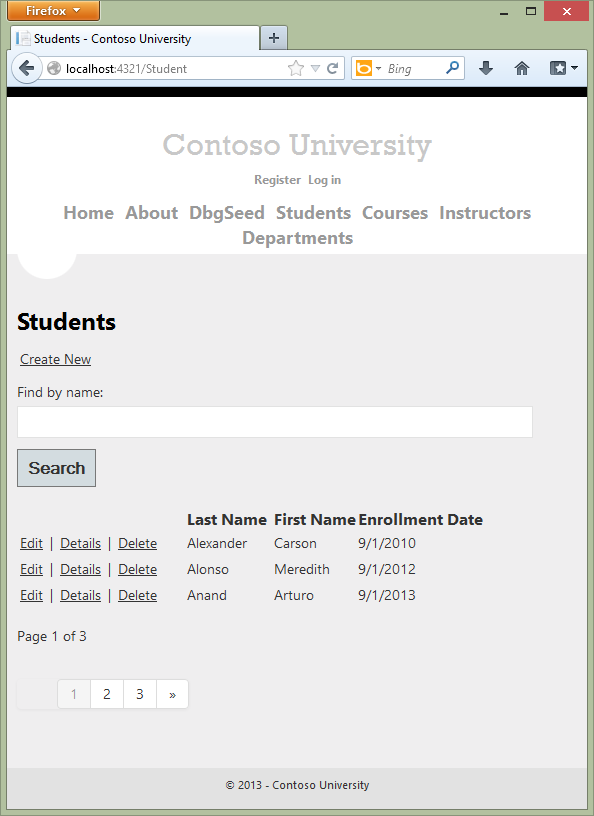 Firefox
Students - Contoso University
localhost:4321/Student
Bing
Contoso University
Register Log in
Home About DbgSeed Students Courses Instructors
Departments
Students
Create New
Find by name:
Search
Last Name First Name Enrollment Date
Edit | Details | Delete Alexander Carson 9/1/2010
Edit | Details | Delete Alonso Meredith 9/1/2012
Edit | Details | Delete Anand Arturo 9/1/2013
Page 1 of 3
1 2 3 »
© 2013 - Contoso University